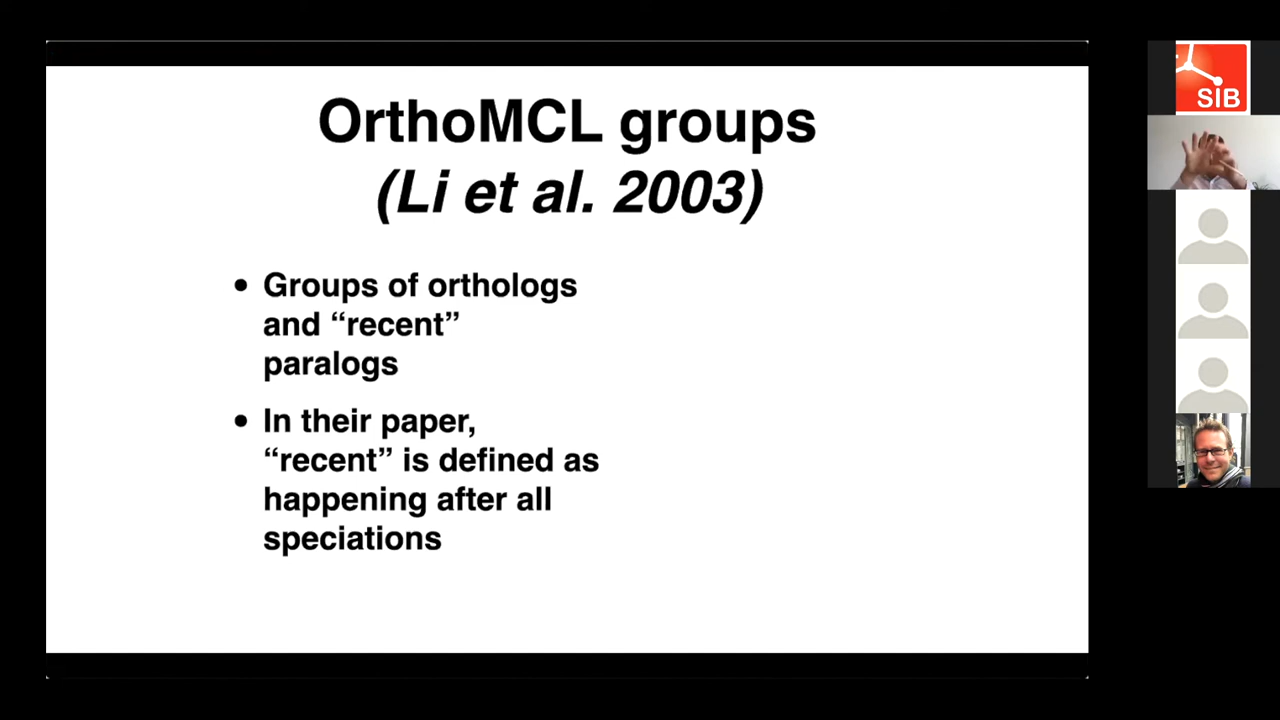 OrthoMCL groups
(Li et al. 2003)
• Groups of orthologs
and “recent”
paralogs
• In their paper,
“recent” is defined as
happening after all
speciations
SIB